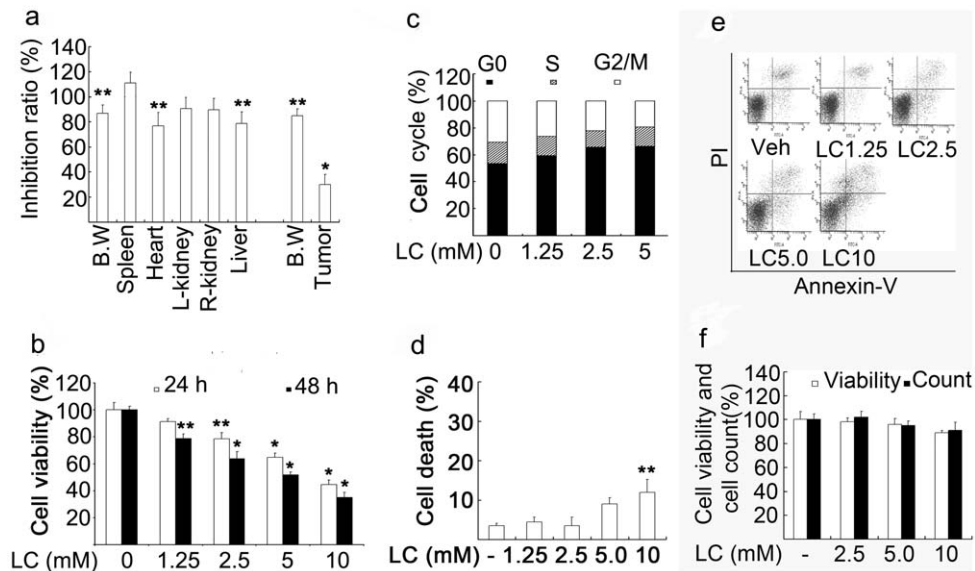 a
Inhibition ratio (%)
140
120
100
80
60
40
20
**
**
**
**
*
B.W
Spleen
Heart
L-kidney
R-kidney
Liver
B.W
Tumor
b
Cell viability (%)
24 h
48 h
120
100
80
60
40
20
**
**
*
*
*
*
*
LC (mM)
0
1.25
2.5
5
10
c
Cell cycle (%)
G0
S
G2/M
120
100
80
60
40
20
LC (mM)
0
1.25
2.5
5
d
Cell death (%)
40
30
20
10
**
LC (mM)
-
1.25
2.5
5.0
10
e
PI
Veh
LC1.25
LC2.5
LC5.0
LC10
Annexin-V
f
Cell viability and
cell count(%)
Viability
Count
140
120
100
80
60
40
20
LC (mM)
-
2.5
5.0
10